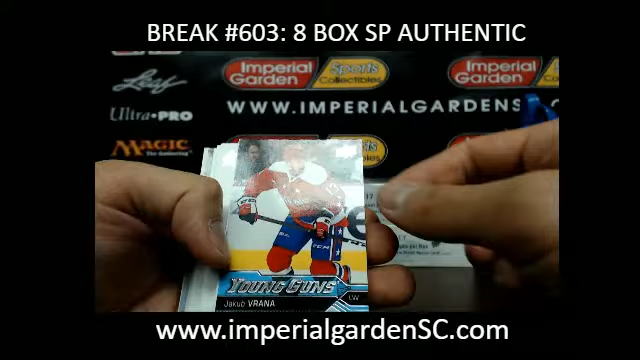 BREAK #603: 8 BOX SP AUTHENTIC
Leaf
Imperial Garden
Sports Collectibles
Imperial Garden
Sports
Ultra·PRO
WWW.IMPERIALGARDENS
MAGIC
The Gathering
YOUNG GUNS
Jakub VRANA
LW
www.imperialgardenSC.com